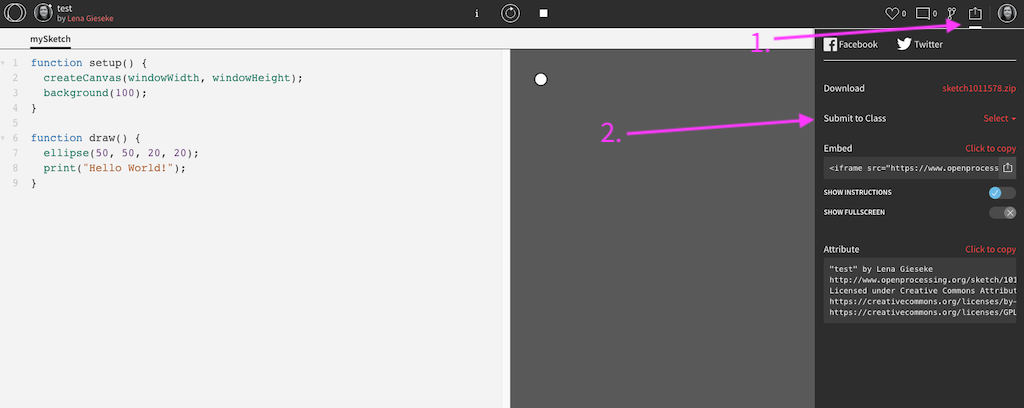 test
by Lena Gieseke
i
0
0
1.
mySketch
Facebook
Twitter
1 function setup() {
2 createCanvas(windowWidth, windowHeight);
3 background(100);
4 }
5
6 function draw() {
7 ellipse(50, 50, 20, 20);
8 print("Hello World!");
9 }
Download sketch1011578.zip
2.
Submit to Class Select
Embed Click to copy
<iframe src="https://www.openprocess
SHOW INSTRUCTIONS
SHOW FULLSCREEN
Attribute Click to copy
"test" by Lena Gieseke
http://www.openprocessing.org/sketch/101
Licensed under Creative Commons Attribut
https://creativecommons.org/licenses/by-
https://creativecommons.org/licenses/GPL